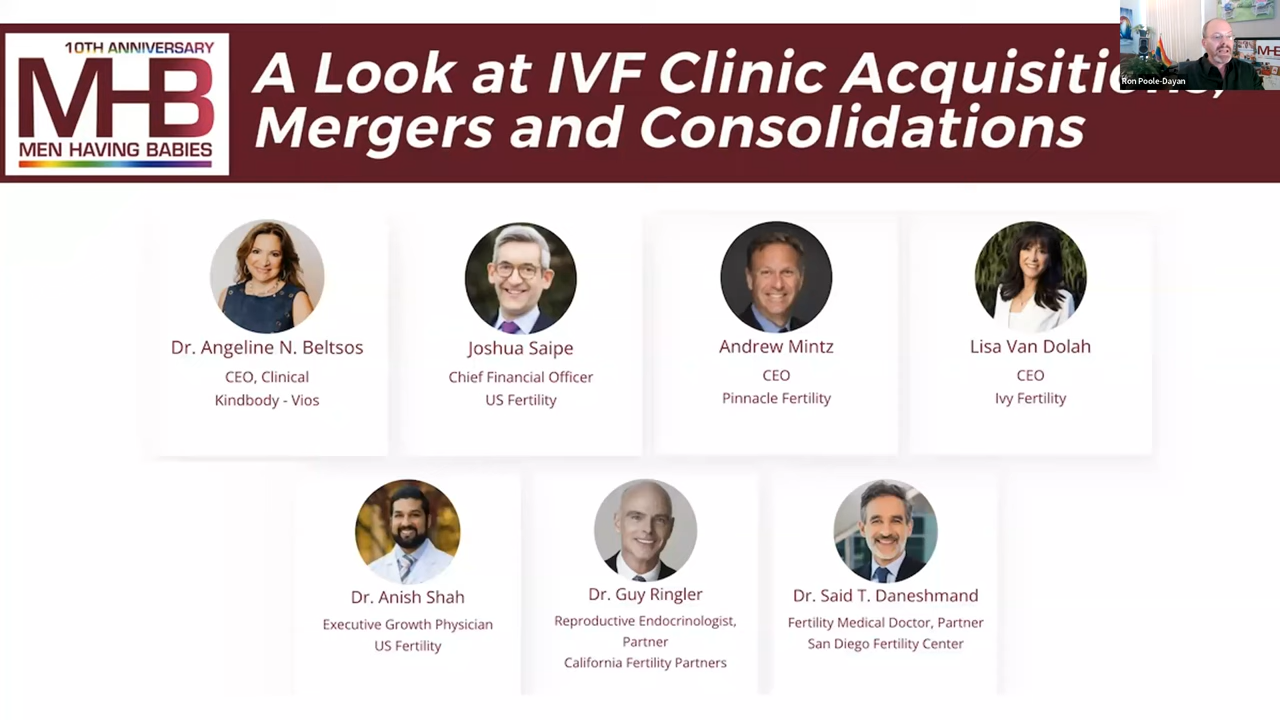 10TH ANNIVERSARY
MHB
MEN HAVING BABIES
A Look at IVF Clinic Acquisitions,
Mergers and Consolidations
Ron Poole-Dayan
Dr. Angeline N. Beltsos
CEO, Clinical
Kindbody - Vios
Joshua Saipe
Chief Financial Officer
US Fertility
Andrew Mintz
CEO
Pinnacle Fertility
Lisa Van Dolah
CEO
Ivy Fertility
Dr. Anish Shah
Executive Growth Physician
US Fertility
Dr. Guy Ringler
Reproductive Endocrinologist,
Partner
California Fertility Partners
Dr. Said T. Daneshmand
Fertility Medical Doctor, Partner
San Diego Fertility Center